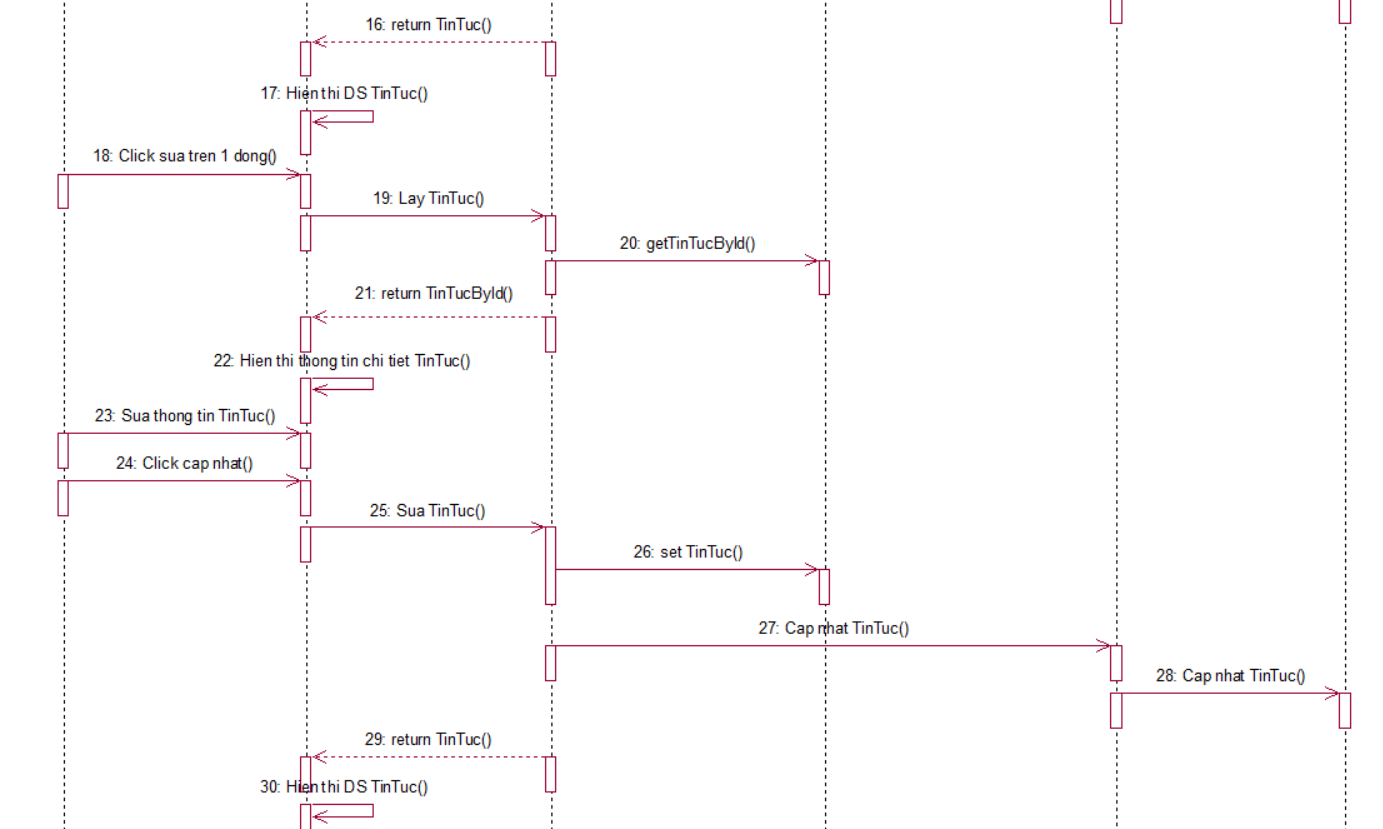 16: return TinTuc()
17: Hien thi DS TinTuc()
18: Click sua tren 1 dong()
19: Lay TinTuc()
20: getTinTucById()
21: return TinTucById()
22: Hien thi thong tin chi tiet TinTuc()
23: Sua thong tin TinTuc()
24: Click cap nhat()
25: Sua TinTuc()
26: set TinTuc()
27: Cap nhat TinTuc()
28: Cap nhat TinTuc()
29: return TinTuc()
30: Hien thi DS TinTuc()